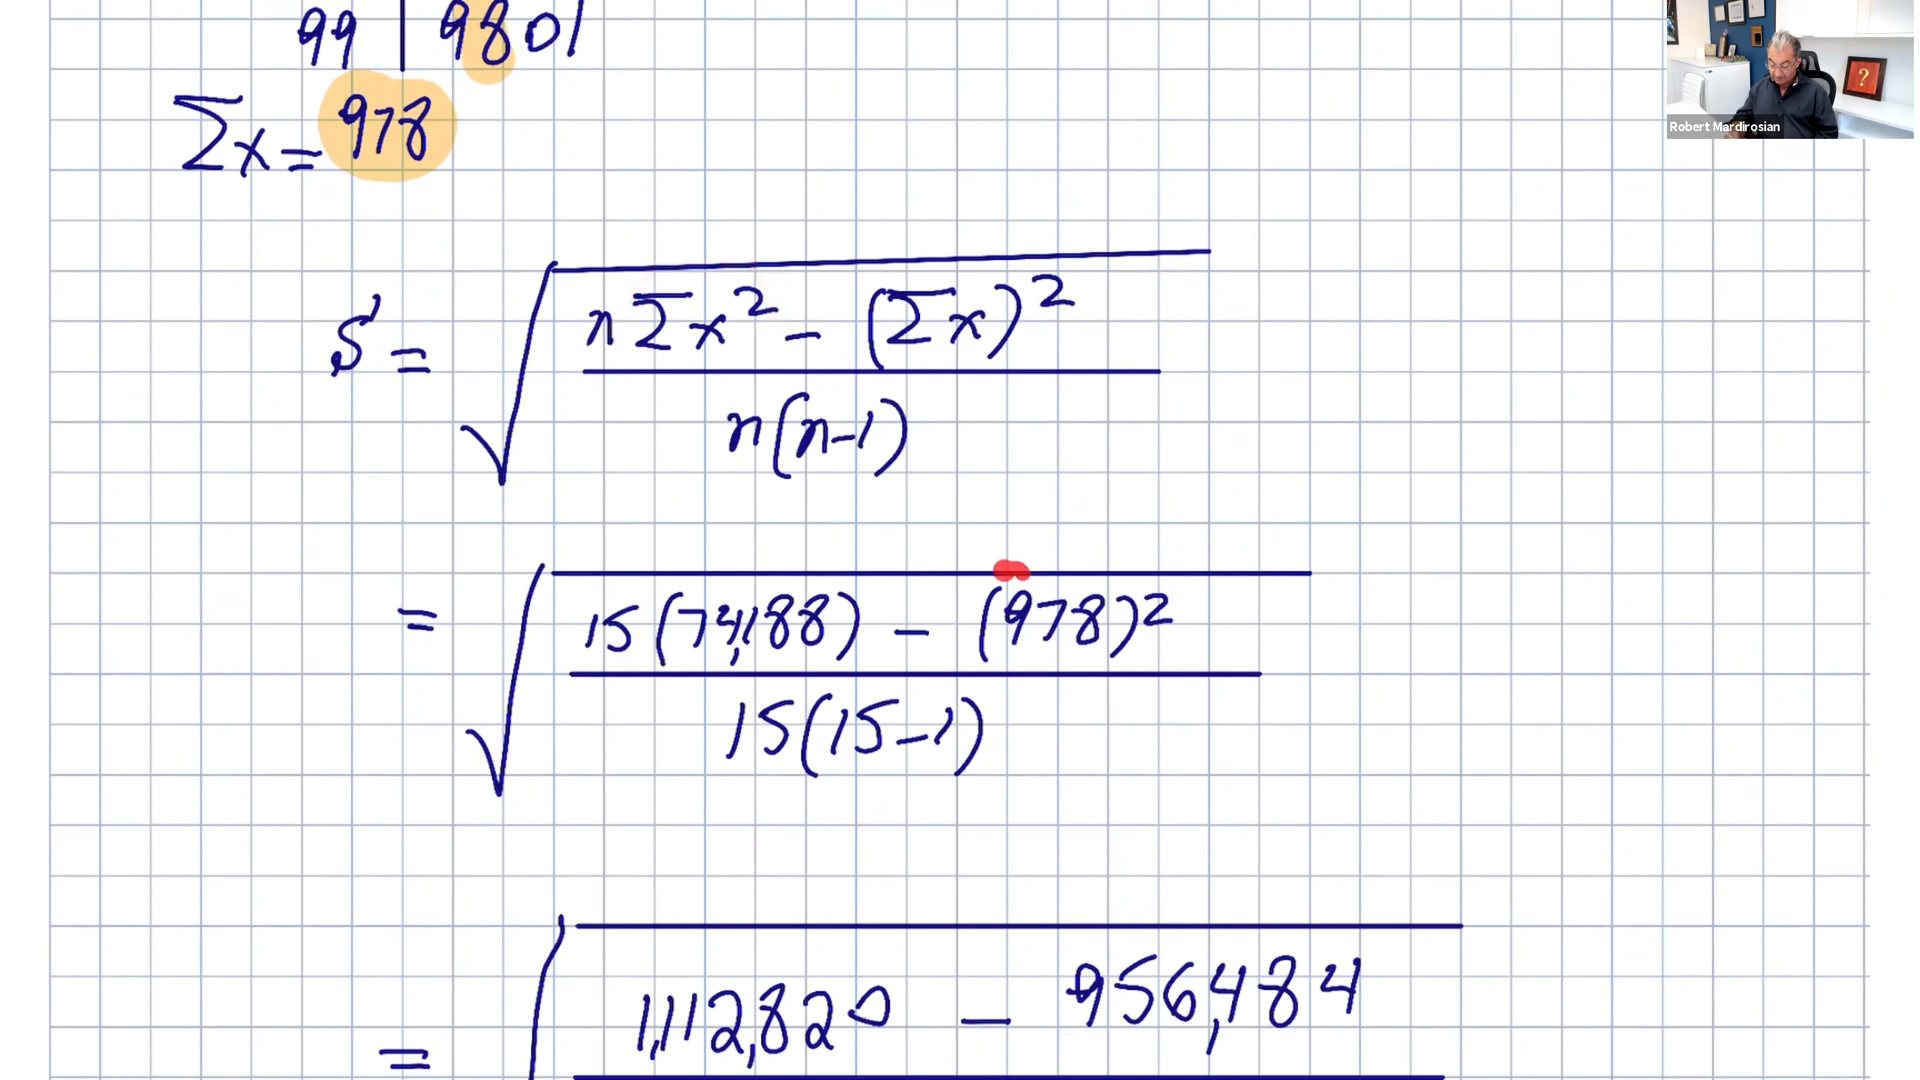 99 | 9801
Robert Mardirosian
?
Σx = 978
S = √ nΣx² - (Σx)²
n(n-1)
= √ 15(74,188) - (978)²
15(15-1)
= √ 1,112,820 - 956,484